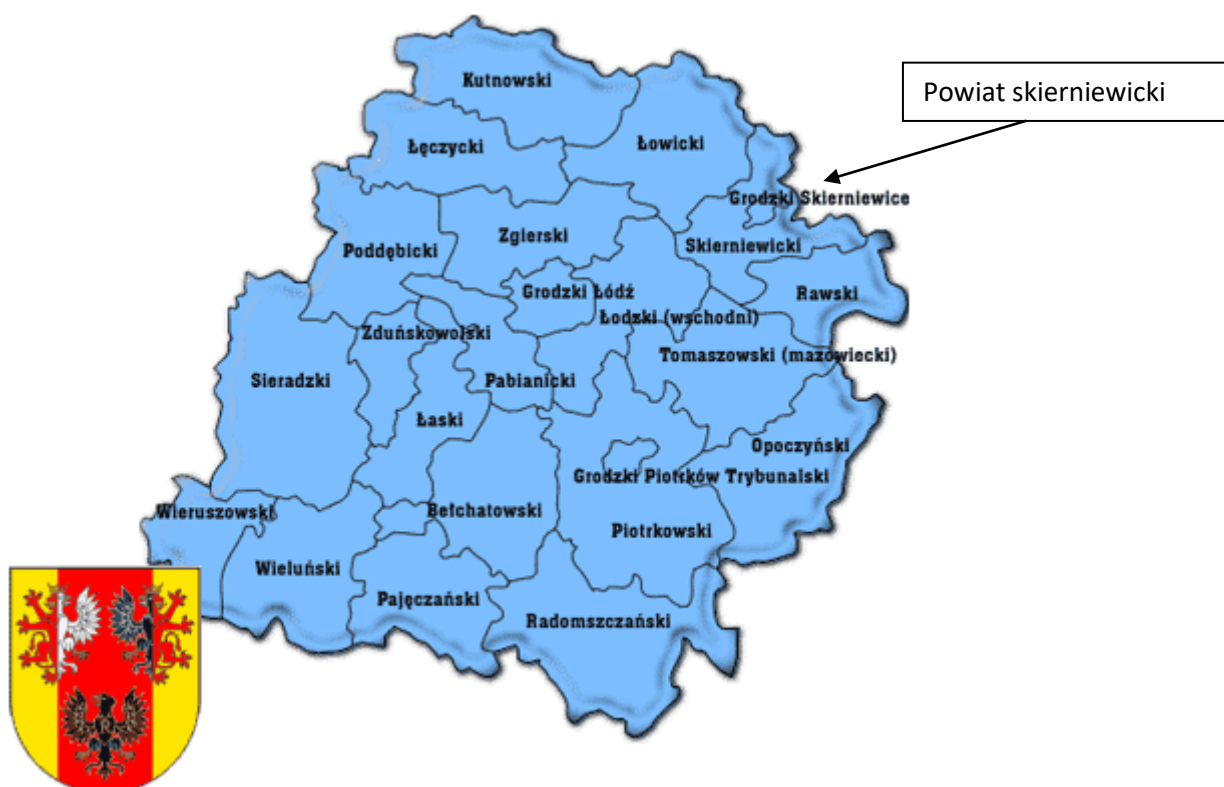 Kutnowski
Powiat skierniewicki
Łęczycki
Łowicki
Grodzki Skierniewice
Zgierski
Skierniewicki
Poddębicki
Grodzki Łódź
Rawski
Łodzki (wschodni)
Zduńskowolski
Tomaszowski (mazowiecki)
Sieradzki
Pabianicki
Łaski
Opoczyński
Grodzki Piotrków Trybunalski
Wieruszowski
Bełchatowski
Piotrkowski
Wieluński
Pajęczański
Radomszczański